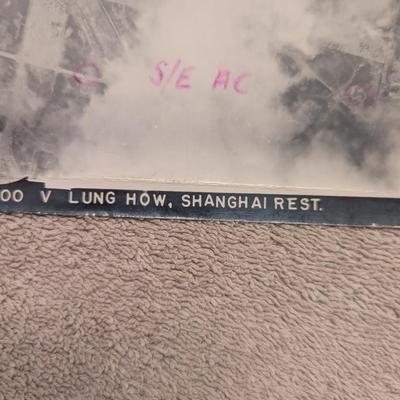 S/E AC
00 V LUNG HOW, SHANGHAI REST.